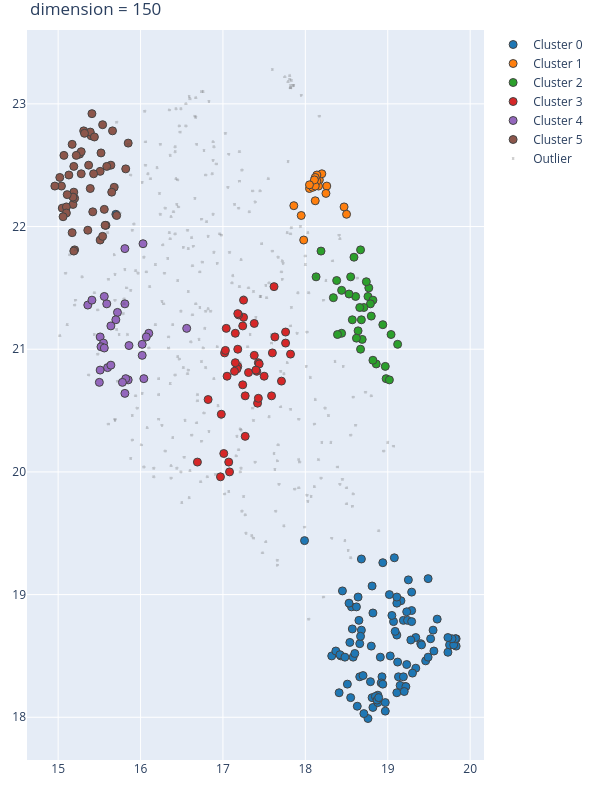 dimension = 150
Cluster 0
Cluster 1
Cluster 2
Cluster 3
Cluster 4
Cluster 5
Outlier
23
22
21
20
19
18
15 16 17 18 19 20